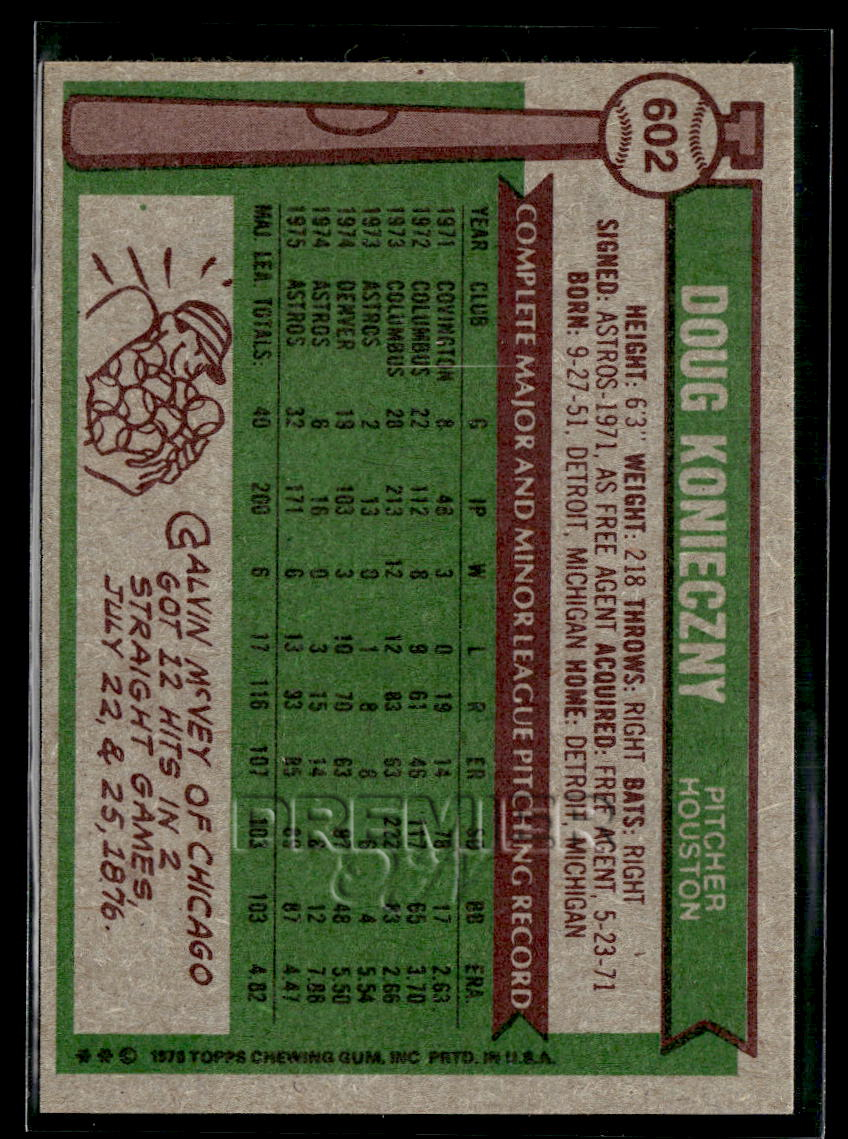 602
DOUG KONIECZNY
PITCHER
HOUSTON
HEIGHT: 6'3" WEIGHT: 218 THROWS: RIGHT BATS: RIGHT
SIGNED: ASTROS-1971, AS FREE AGENT ACQUIRED: FREE AGENT, 5-23-71
BORN: 9-27-51, DETROIT, MICHIGAN HOME: DETROIT, MICHIGAN
COMPLETE MAJOR AND MINOR LEAGUE PITCHING RECORD
YEAR CLUB G IP W L R ER SO BB ERA
1971 COVINGTON 8 48 3 0 19 14 78 17 2.63
1972 COLUMBUS 22 112 8 9 61 46 117 65 3.70
1973 COLUMBUS 28 213 12 12 83 63 222 83 2.66
1973 ASTROS 2 13 0 1 8 8 6 4 5.54
1974 DENVER 19 103 3 10 70 63 87 48 5.50
1974 ASTROS 6 16 0 3 15 14 6 12 7.88
1975 ASTROS 32 171 6 13 93 85 87 4.47
MAJ. LEA. TOTALS: 40 200 6 17 116 107 103 103 4.82
CALVIN McVEY OF CHICAGO
GOT 12 HITS IN 2
STRAIGHT GAMES,
JULY 22, & 25, 1876.
** © 1976 TOPPS CHEWING GUM, INC PRTD. IN U.S.A.
PREMIER